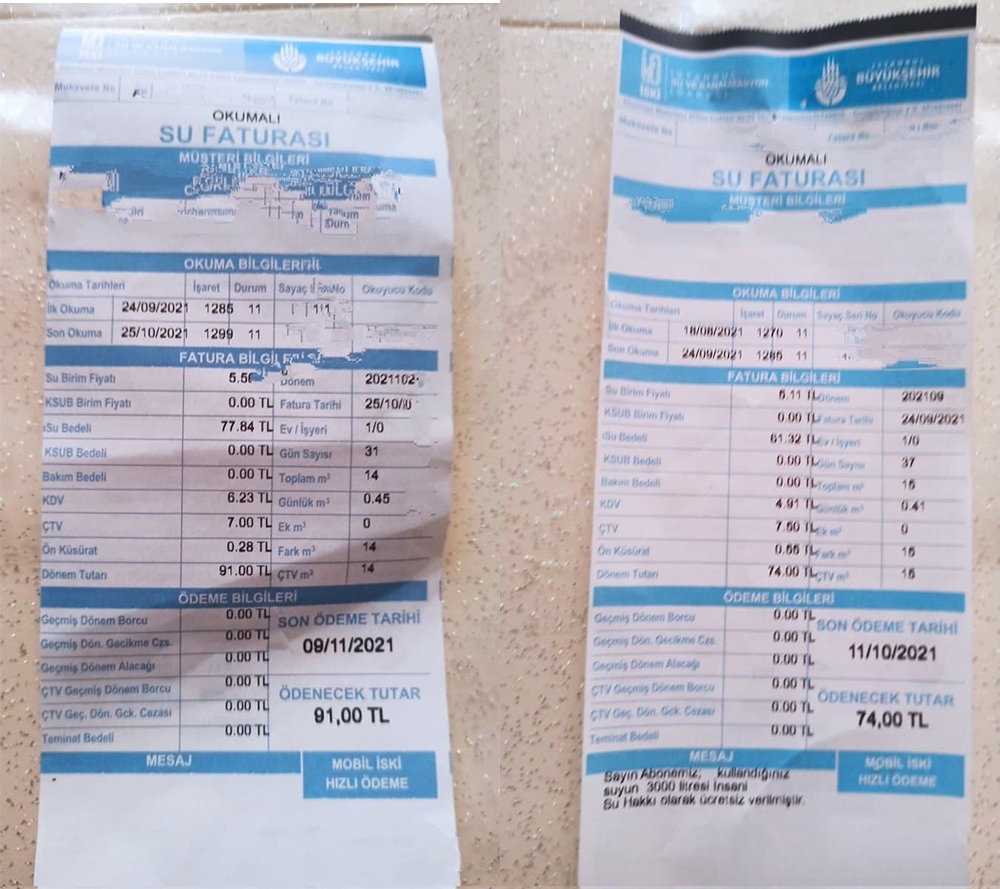 İSTANBUL
BÜYÜKŞEHİR
BELEDİYESİ
Mukavele No
Fatura No
OKUMALI
SU FATURASI
MÜŞTERİ BİLGİLERİ
OKUMA BİLGİLERİ
Okuma Tarihleri İşaret Durum Sayaç No Okuyucu Kodu
İlk Okuma 24/09/2021 1285 11
Son Okuma 25/10/2021 1299 11
FATURA BİLGİLERİ
Su Birim Fiyatı 5.56 Dönem 202110
KSUB Birim Fiyatı 0.00 TL Fatura Tarihi 25/10/
Su Bedeli 77.84 TL Ev / İşyeri 1/0
KSUB Bedeli 0.00 TL Gün Sayısı 31
Bakım Bedeli 0.00 TL Toplam m³ 14
KDV 6.23 TL Günlük m³ 0.45
ÇTV 7.00 TL Ek m³ 0
Ön Küsürat 0.28 TL Fark m³ 14
Dönem Tutarı 91.00 TL ÇTV m³ 14
ÖDEME BİLGİLERİ
Geçmiş Dönem Borcu 0.00 TL
Geçmiş Dön. Gecikme Czs. 0.00 TL
Geçmiş Dönem Alacağı 0.00 TL
ÇTV Geçmiş Dönem Borcu 0.00 TL
ÇTV Geç. Dön. Gck. Cezası 0.00 TL
Teminat Bedeli 0.00 TL
SON ÖDEME TARİHİ
09/11/2021
ÖDENECEK TUTAR
91,00 TL
MESAJ
MOBİL İSKİ
HIZLI ÖDEME
İSKİ
İSTANBUL
SU VE KANALİZASYON
İSTANBUL
BÜYÜKŞEHİR
BELEDİYESİ
Mukavele No
Fatura No
OKUMALI
SU FATURASI
MÜŞTERİ BİLGİLERİ
OKUMA BİLGİLERİ
Okuma Tarihleri İşaret Durum Sayaç Seri No Okuyucu Kodu
İlk Okuma 18/08/2021 1270 11
Son Okuma 24/09/2021 1285 11
FATURA BİLGİLERİ
Su Birim Fiyatı 5.11 TL Dönem 202109
KSUB Birim Fiyatı 0.00 TL Fatura Tarihi 24/09/2021
Su Bedeli 61.32 TL Ev / İşyeri 1/0
KSUB Bedeli 0.00 TL Gün Sayısı 37
Bakım Bedeli 0.00 TL Toplam m³ 15
KDV 4.91 TL Günlük m³ 0.41
ÇTV 7.50 TL Ek m³ 0
Ön Küsürat 0.55 TL Fark m³ 15
Dönem Tutarı 74.00 TL ÇTV m³ 15
ÖDEME BİLGİLERİ
Geçmiş Dönem Borcu 0.00 TL
Geçmiş Dön. Gecikme Czs. 0.00 TL
Geçmiş Dönem Alacağı 0.00 TL
ÇTV Geçmiş Dönem Borcu 0.00 TL
ÇTV Geç. Dön. Gck. Cezası 0.00 TL
Teminat Bedeli 0.00 TL
SON ÖDEME TARİHİ
11/10/2021
ÖDENECEK TUTAR
74,00 TL
MESAJ
Sayın Abonemiz; kullandığınız
suyun 3000 litresi İnsani
Su Hakkı olarak ücretsiz verilmiştir.
MOBİL İSKİ
HIZLI ÖDEME